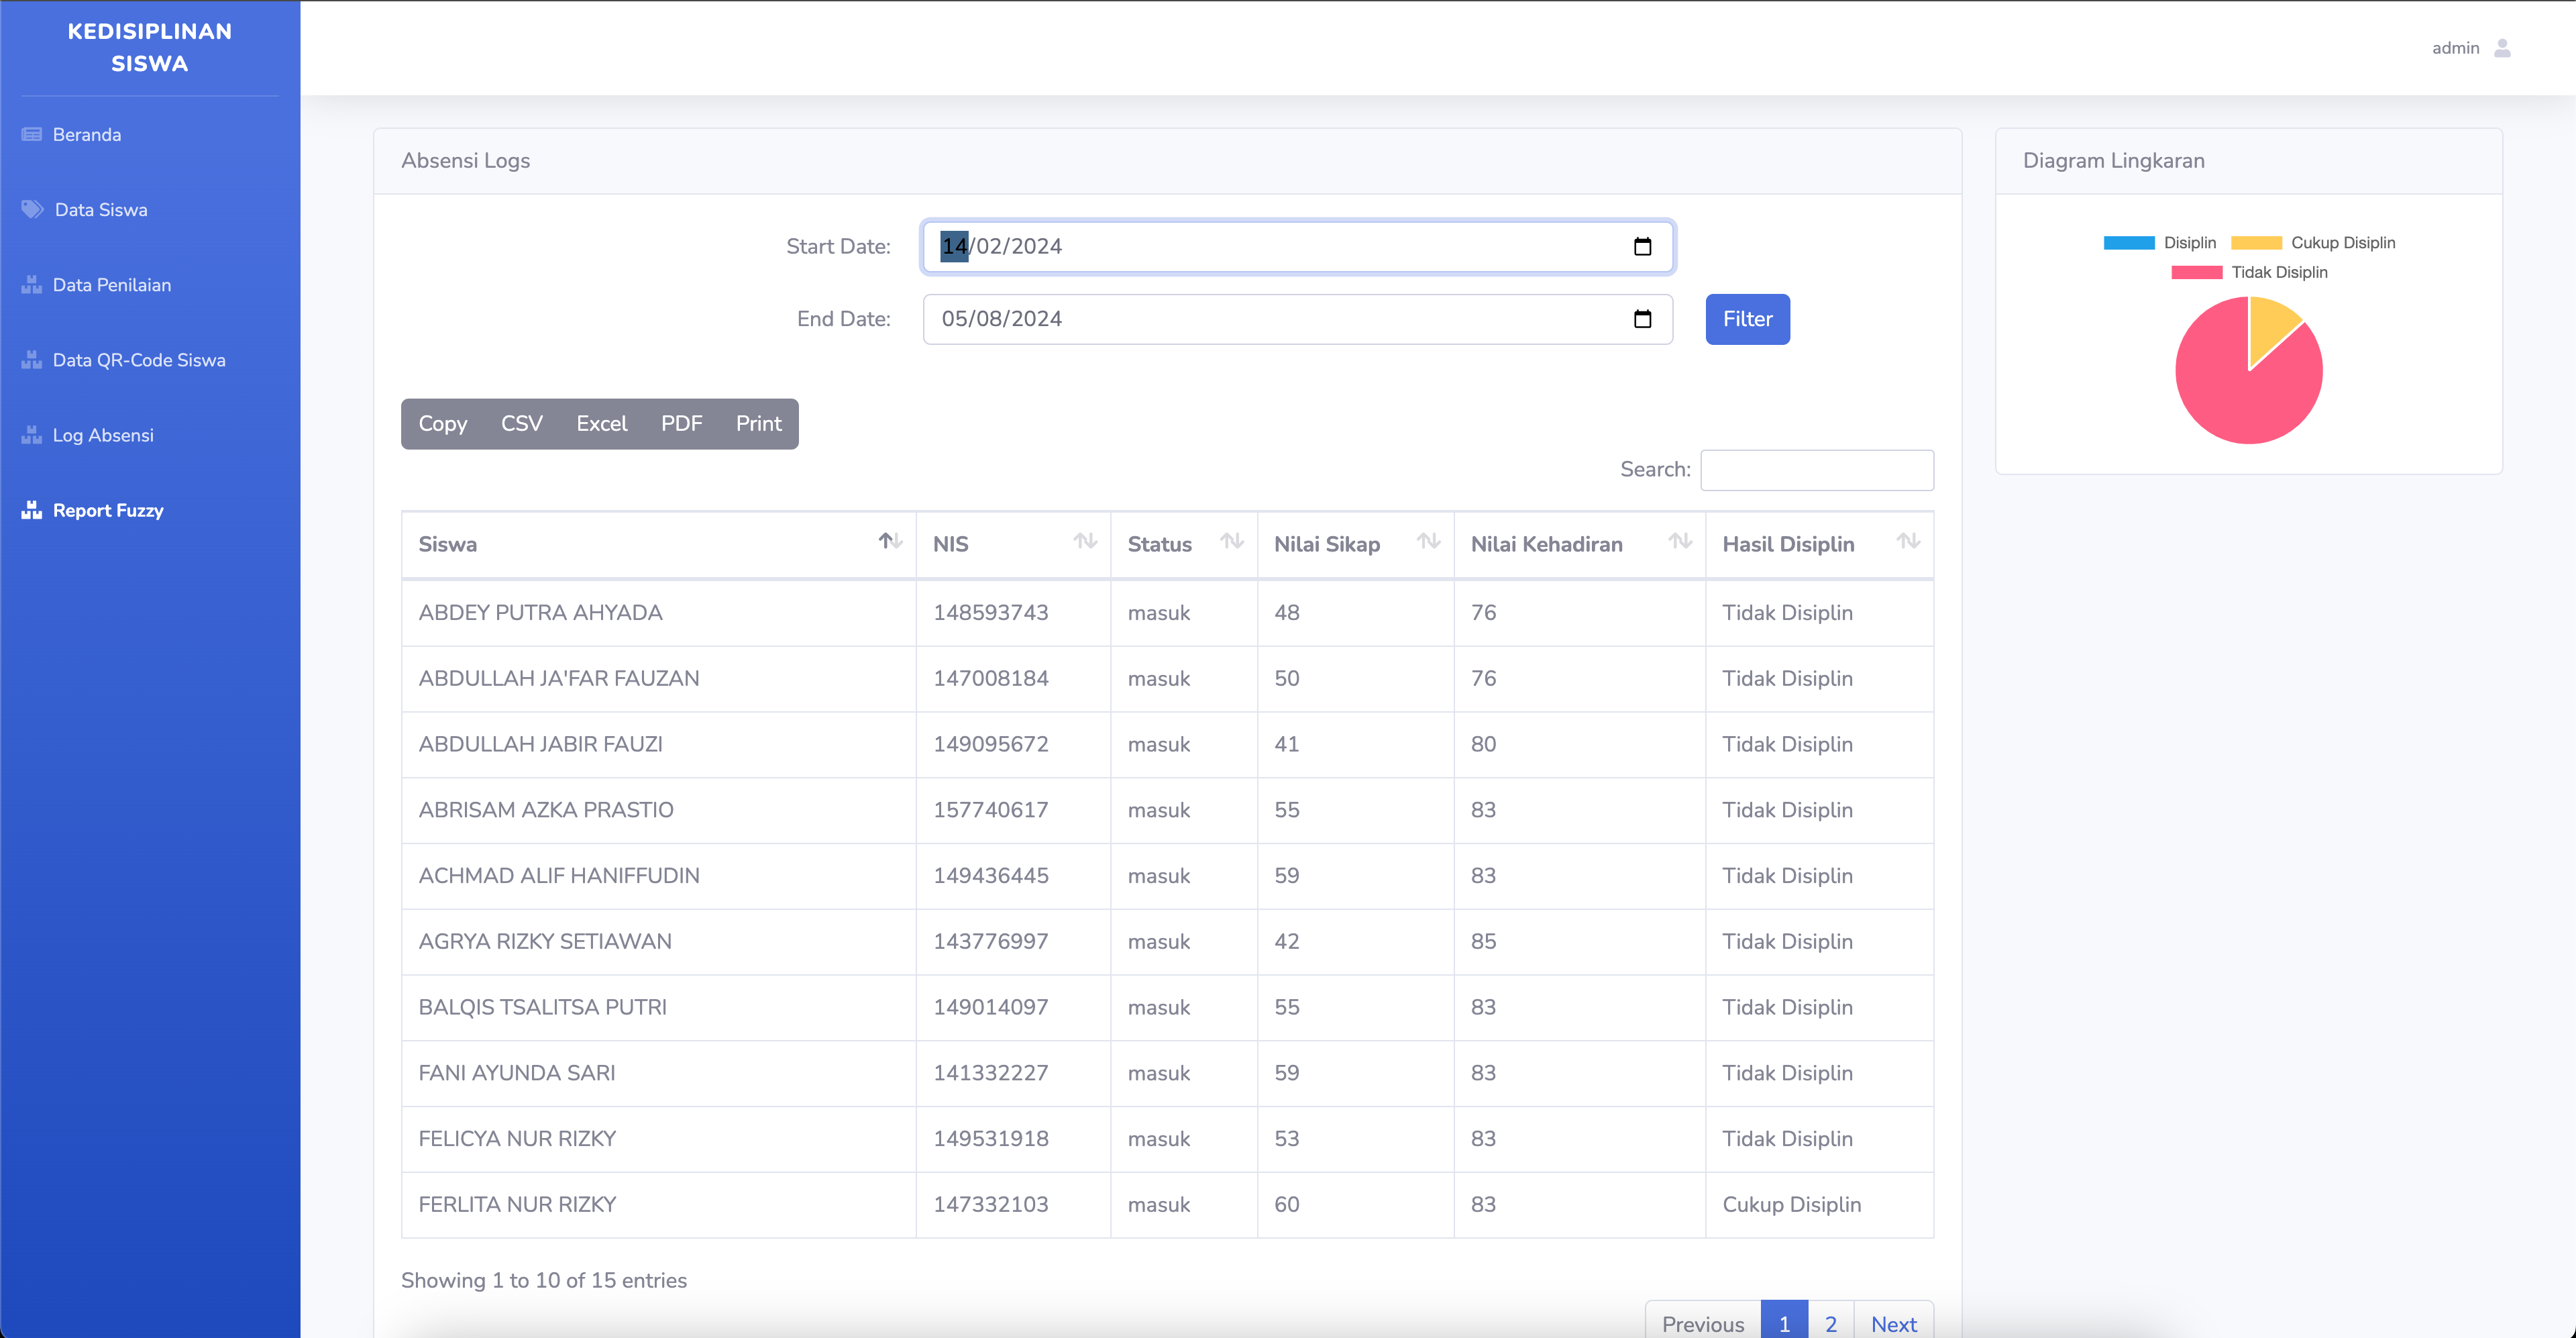 KEDISIPLINAN
SISWA
Beranda
Data Siswa
Data Penilaian
Data QR-Code Siswa
Log Absensi
Report Fuzzy
admin
Absensi Logs
Start Date: 14/02/2024
End Date: 05/08/2024 Filter
Copy CSV Excel PDF Print
Search:
Siswa NIS Status Nilai Sikap Nilai Kehadiran Hasil Disiplin
ABDEY PUTRA AHYADA 148593743 masuk 48 76 Tidak Disiplin
ABDULLAH JA'FAR FAUZAN 147008184 masuk 50 76 Tidak Disiplin
ABDULLAH JABIR FAUZI 149095672 masuk 41 80 Tidak Disiplin
ABRISAM AZKA PRASTIO 157740617 masuk 55 83 Tidak Disiplin
ACHMAD ALIF HANIFFUDIN 149436445 masuk 59 83 Tidak Disiplin
AGRYA RIZKY SETIAWAN 143776997 masuk 42 85 Tidak Disiplin
BALQIS TSALITSA PUTRI 149014097 masuk 55 83 Tidak Disiplin
FANI AYUNDA SARI 141332227 masuk 59 83 Tidak Disiplin
FELICYA NUR RIZKY 149531918 masuk 53 83 Tidak Disiplin
FERLITA NUR RIZKY 147332103 masuk 60 83 Cukup Disiplin
Showing 1 to 10 of 15 entries
Previous 1 2 Next
Diagram Lingkaran
Disiplin Cukup Disiplin
Tidak Disiplin